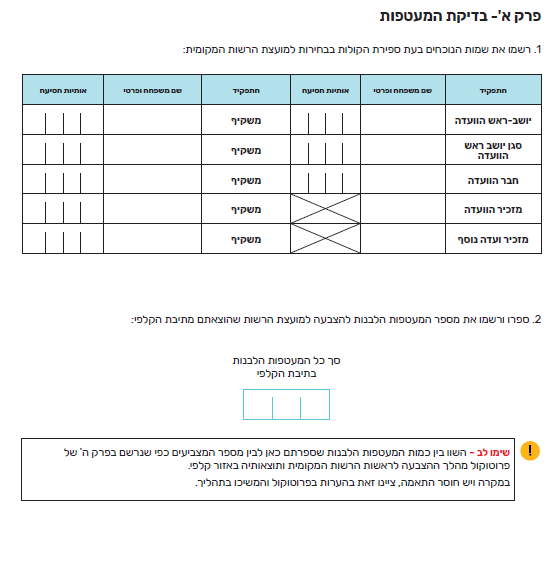 פרק א'- בדיקת המעטפות
1. רשמו את שמות הנוכחים בעת ספירת הקולות בבחירות למועצת הרשות המקומית:
התפקיד שם משפחה ופרטי אותיות הסיעה התפקיד שם משפחה ופרטי אותיות הסיעה
יושב-ראש הוועדה משקיף
סגן יושב ראש
הוועדה משקיף
חבר הוועדה משקיף
מזכיר הוועדה משקיף
מזכיר ועדה נוסף משקיף
2. ספרו ורשמו את מספר המעטפות הלבנות להצבעה למועצת הרשות שהוצאתם מתיבת הקלפי:
סך כל המעטפות הלבנות
בתיבת הקלפי
!
שימו לב - השוו בין כמות המעטפות הלבנות שספרתם כאן לבין מספר המצביעים כפי שנרשם בפרק ה' של
פרוטוקול מהלך ההצבעה לראשות הרשות המקומית ותוצאותיה באזור קלפי.
במקרה ויש חוסר התאמה, ציינו זאת בהערות בפרוטוקול והמשיכו בתהליך.